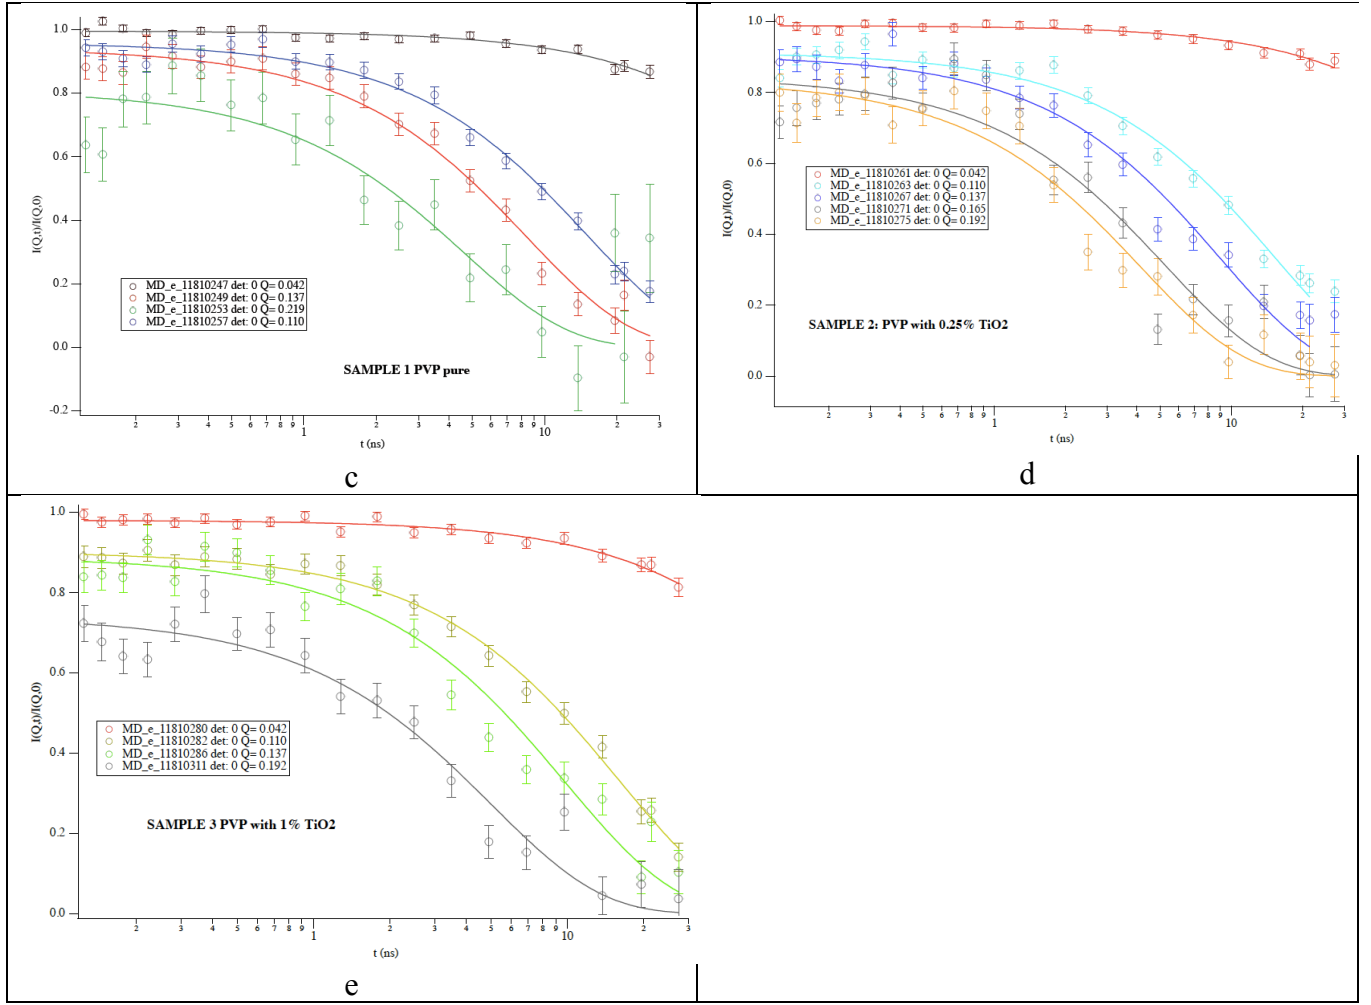 1.0
0.8
0.6
0.4
0.2
0.0
-0.2
I(Q,t)/I(Q,0)
MD_e_11810247 det: 0 Q= 0.042
MD_e_11810249 det: 0 Q= 0.137
MD_e_11810253 det: 0 Q= 0.219
MD_e_11810257 det: 0 Q= 0.110
SAMPLE 1 PVP pure
2 3 4 5 6 7 8 9 1 2 3 4 5 6 7 8 9 10 2 3
t (ns)
c
1.0
0.8
0.6
0.4
0.2
0.0
I(Q,t)/I(Q,0)
MD_e_11810261 det: 0 Q= 0.042
MD_e_11810263 det: 0 Q= 0.110
MD_e_11810267 det: 0 Q= 0.137
MD_e_11810271 det: 0 Q= 0.165
MD_e_11810275 det: 0 Q= 0.192
SAMPLE 2: PVP with 0.25% TiO2
2 3 4 5 6 7 8 9 1 2 3 4 5 6 7 8 9 10 2 3
t (ns)
d
1.0
0.8
0.6
0.4
0.2
0.0
I(Q,t)/I(Q,0)
MD_e_11810280 det: 0 Q= 0.042
MD_e_11810282 det: 0 Q= 0.110
MD_e_11810286 det: 0 Q= 0.137
MD_e_11810311 det: 0 Q= 0.192
SAMPLE 3 PVP with 1% TiO2
2 3 4 5 6 7 8 9 1 2 3 4 5 6 7 8 9 10 2 3
t (ns)
e